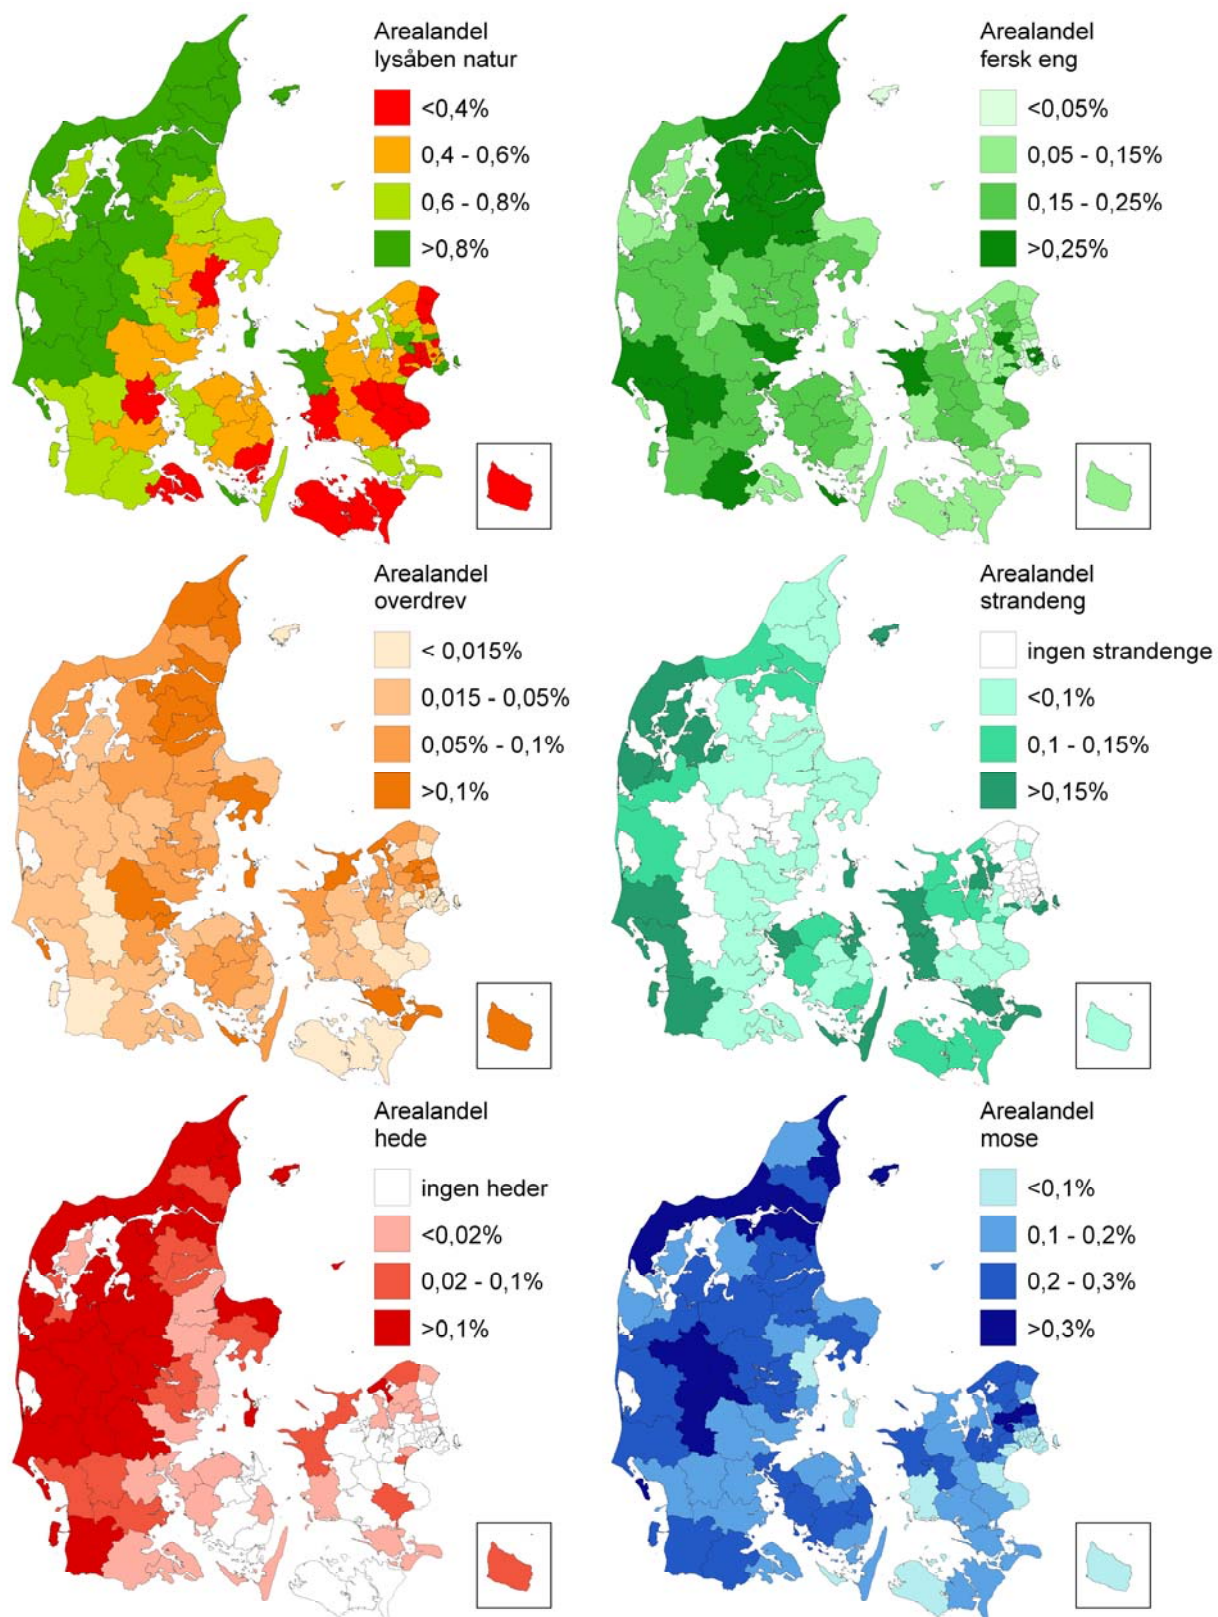 Arealandel
lysåben natur
<0,4%
0,4 - 0,6%
0,6 - 0,8%
>0,8%
Arealandel
fersk eng
<0,05%
0,05 - 0,15%
0,15 - 0,25%
>0,25%
Arealandel
overdrev
< 0,015%
0,015 - 0,05%
0,05% - 0,1%
>0,1%
Arealandel
strandeng
ingen strandenge
<0,1%
0,1 - 0,15%
>0,15%
Arealandel
hede
ingen heder
<0,02%
0,02 - 0,1%
>0,1%
Arealandel
mose
<0,1%
0,1 - 0,2%
0,2 - 0,3%
>0,3%